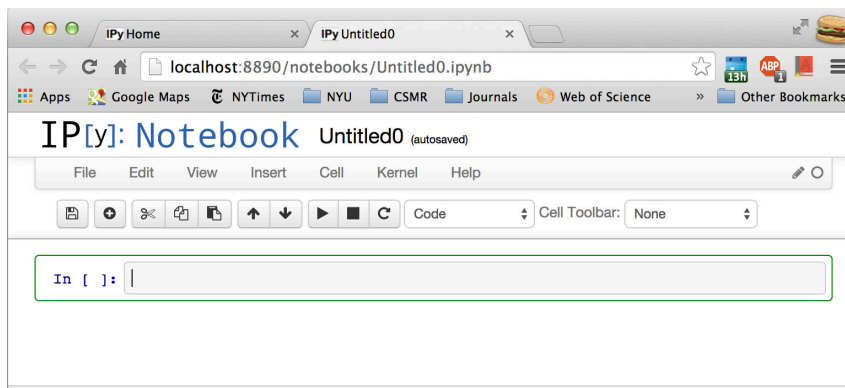 IPy Home IPy Untitled0
localhost:8890/notebooks/Untitled0.ipynb 13h ABP 1
Apps Google Maps NYTimes NYU CSMR Journals Web of Science » Other Bookmarks
IP[y]: Notebook Untitled0 (autosaved)
File Edit View Insert Cell Kernel Help
Code Cell Toolbar: None
In [ ]: